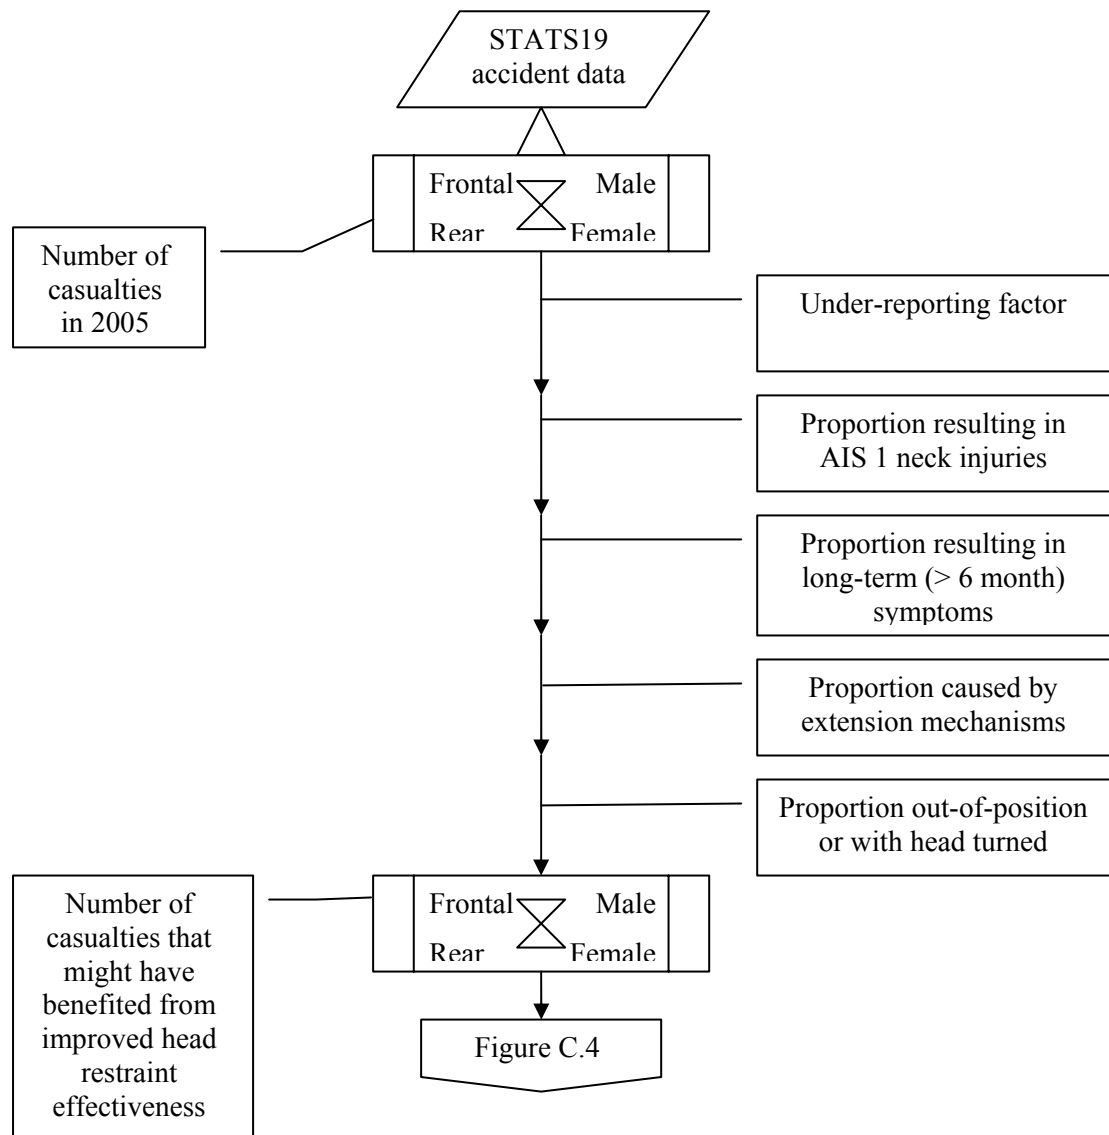 STATS19
accident data
Frontal Male
Rear Female
Number of
casualties
in 2005
Under-reporting factor
Proportion resulting in
AIS 1 neck injuries
Proportion resulting in
long-term (> 6 month)
symptoms
Proportion caused by
extension mechanisms
Proportion out-of-position
or with head turned
Number of
casualties that
might have
benefited from
improved head
restraint
effectiveness
Frontal Male
Rear Female
Figure C.4